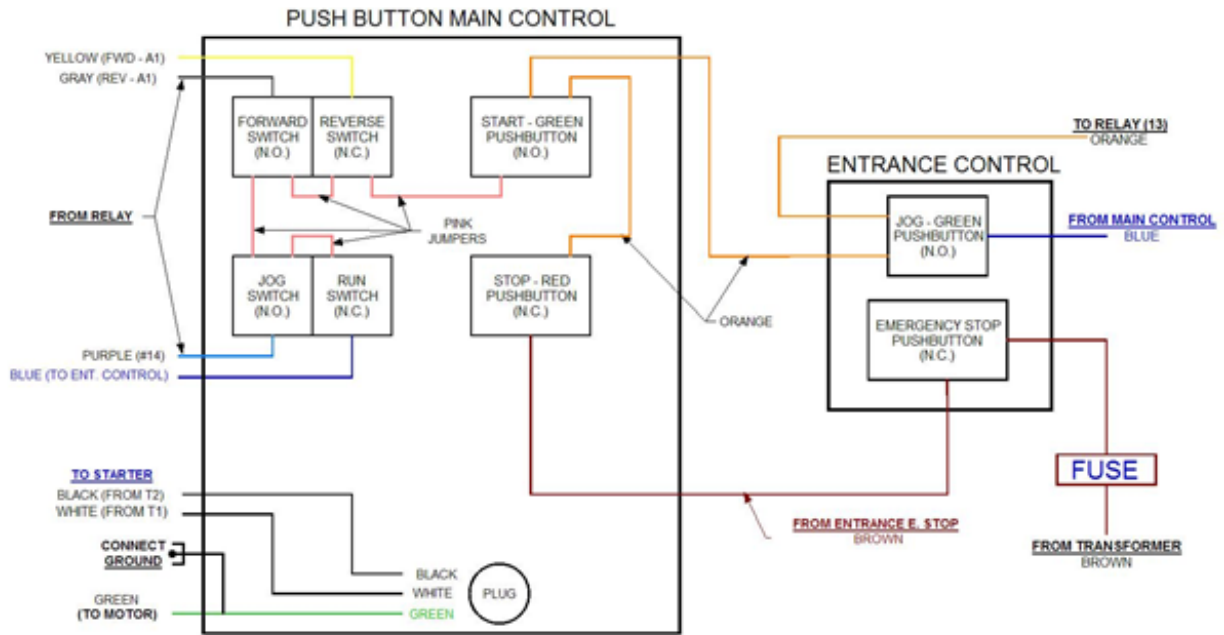 PUSH BUTTON MAIN CONTROL
YELLOW (FWD - A1)
GRAY (REV - A1)
FORWARD
SWITCH
(N.O.)
REVERSE
SWITCH
(N.C.)
START - GREEN
PUSHBUTTON
(N.O.)
TO RELAY (13)
ORANGE
ENTRANCE CONTROL
FROM RELAY
PINK
JUMPERS
JOG - GREEN
PUSHBUTTON
(N.O.)
FROM MAIN CONTROL
BLUE
JOG
SWITCH
(N.O.)
RUN
SWITCH
(N.C.)
STOP - RED
PUSHBUTTON
(N.C.)
ORANGE
EMERGENCY STOP
PUSHBUTTON
(N.C.)
PURPLE (#14)
BLUE (TO ENT. CONTROL)
TO STARTER
BLACK (FROM T2)
WHITE (FROM T1)
CONNECT
GROUND
GREEN
(TO MOTOR)
BLACK
WHITE
GREEN
PLUG
FROM ENTRANCE E. STOP
BROWN
FUSE
FROM TRANSFORMER
BROWN